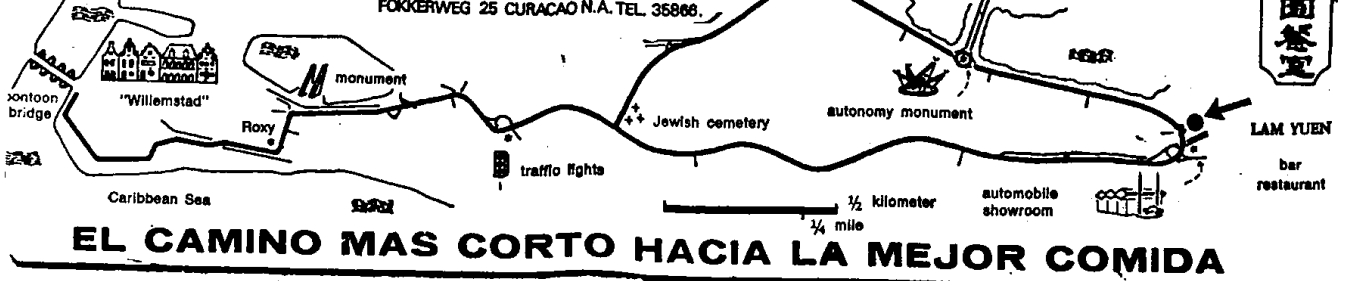 FOKKERWEG 25 CURACAO N.A. TEL. 35866.
monument
"Willemstad"
bridge
Roxy
Jewish cemetery
autonomy monument
LAM YUEN
bar
restaurant
traffic lights
Caribbean Sea
automobile
showroom
½ kilometer
¼ mile
EL CAMINO MAS CORTO HACIA LA MEJOR COMIDA